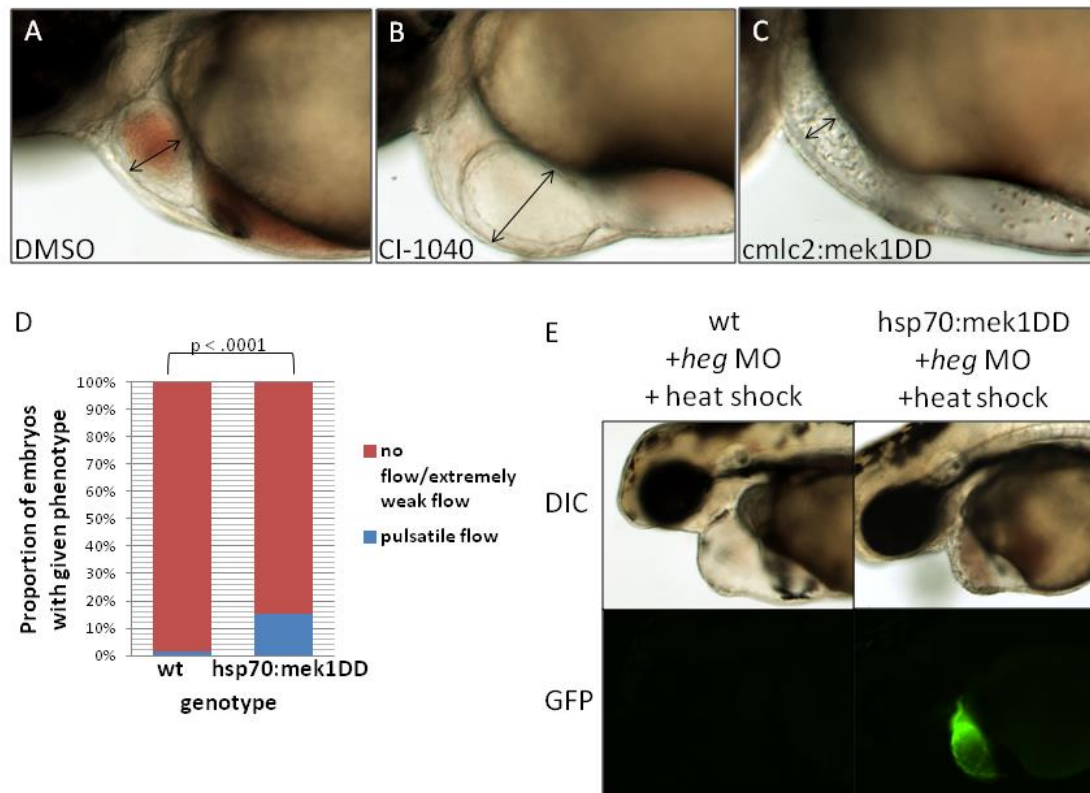 A
B
C
DMSO
CI-1040
cmlc2:mek1DD
D
p < .0001
100%
90%
80%
70%
60%
50%
40%
30%
20%
10%
0%
Proportion of embryos
with given phenotype
wt
hsp70:mek1DD
genotype
no
flow/extremely
weak flow
pulsatile flow
E
wt
+heg MO
+ heat shock
hsp70:mek1DD
+heg MO
+heat shock
DIC
GFP